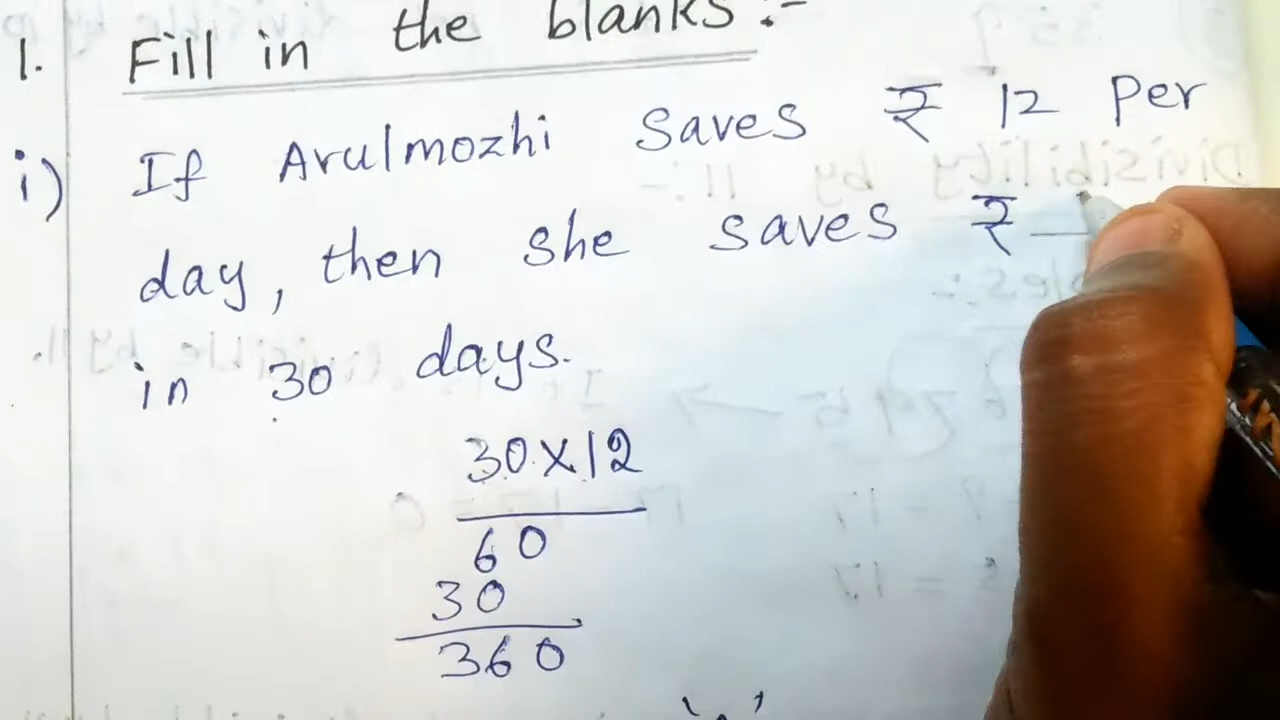 1. Fill in the blanks :-
i) If Arulmozhi saves ₹ 12 Per
day, then she saves ₹
in 30 days.
30 × 12
60
30
360